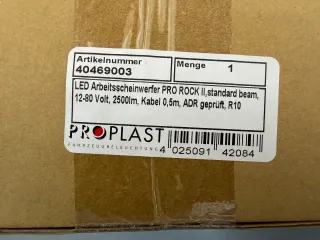 Artikelnummer
40469003
Menge 1
LED Arbeitsscheinwerfer PRO ROCK II,standard beam,
12-80 Volt, 2500lm, Kabel 0,5m, ADR geprüft, R10
PROPLAST
FAHRZEUGBELEUCHTUNG
4 025091 42084